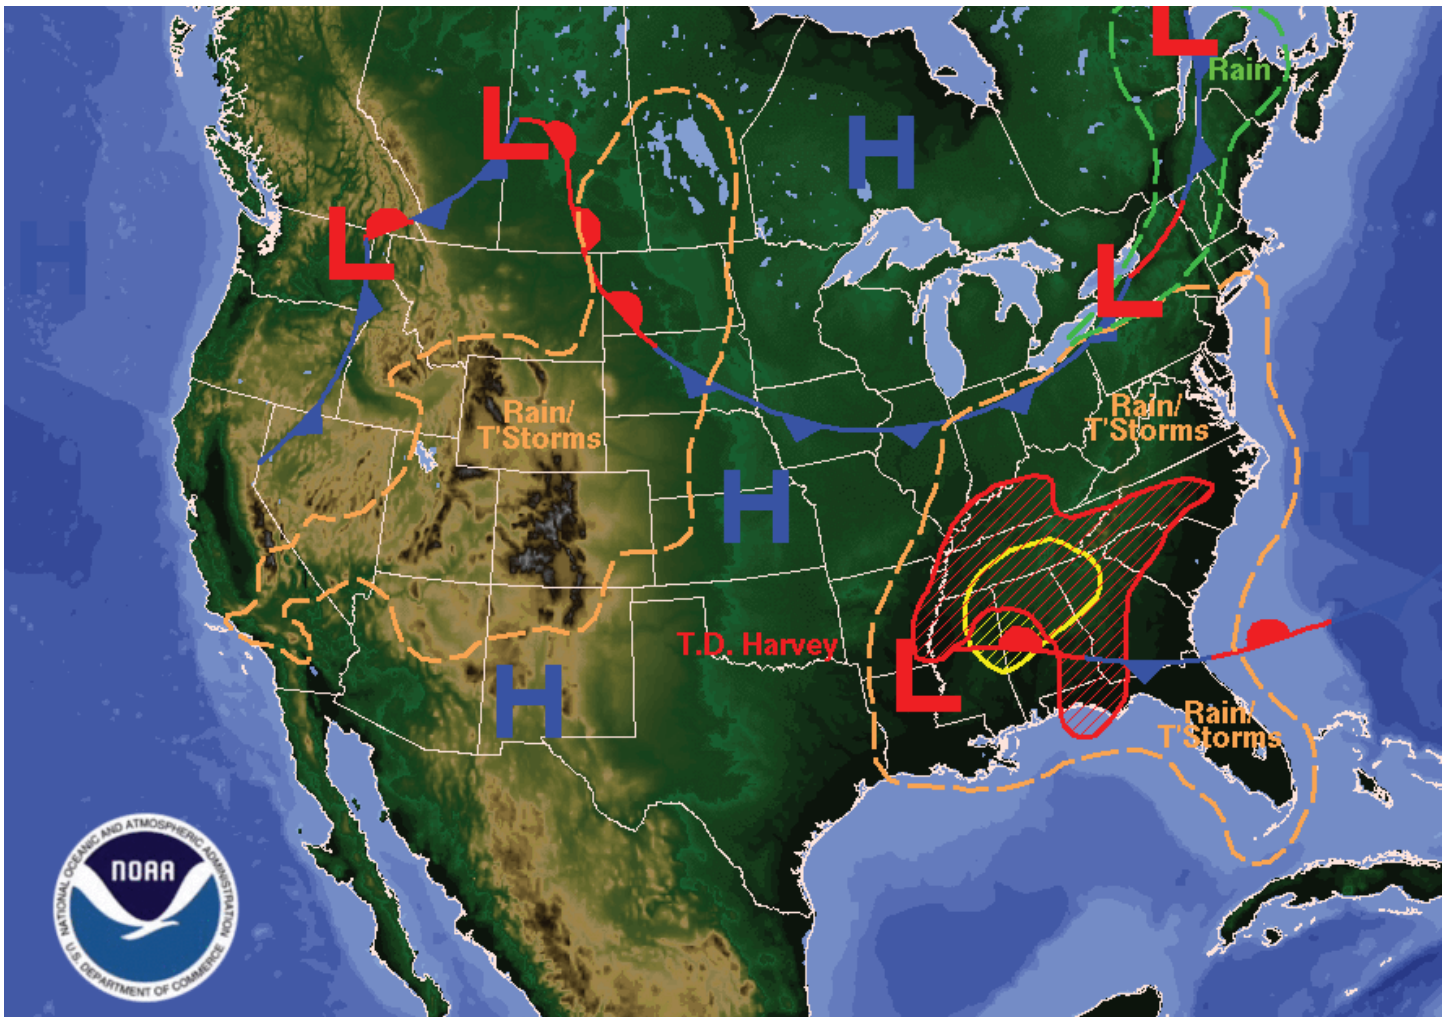 L
Rain
L
H
L
L
H
Rain/
T'Storms
Rain/
T'Storms
H
H
T.D. Harvey
L
H
Rain/
T'Storms
NOAA
NATIONAL OCEANIC AND ATMOSPHERIC ADMINISTRATION
U.S. DEPARTMENT OF COMMERCE